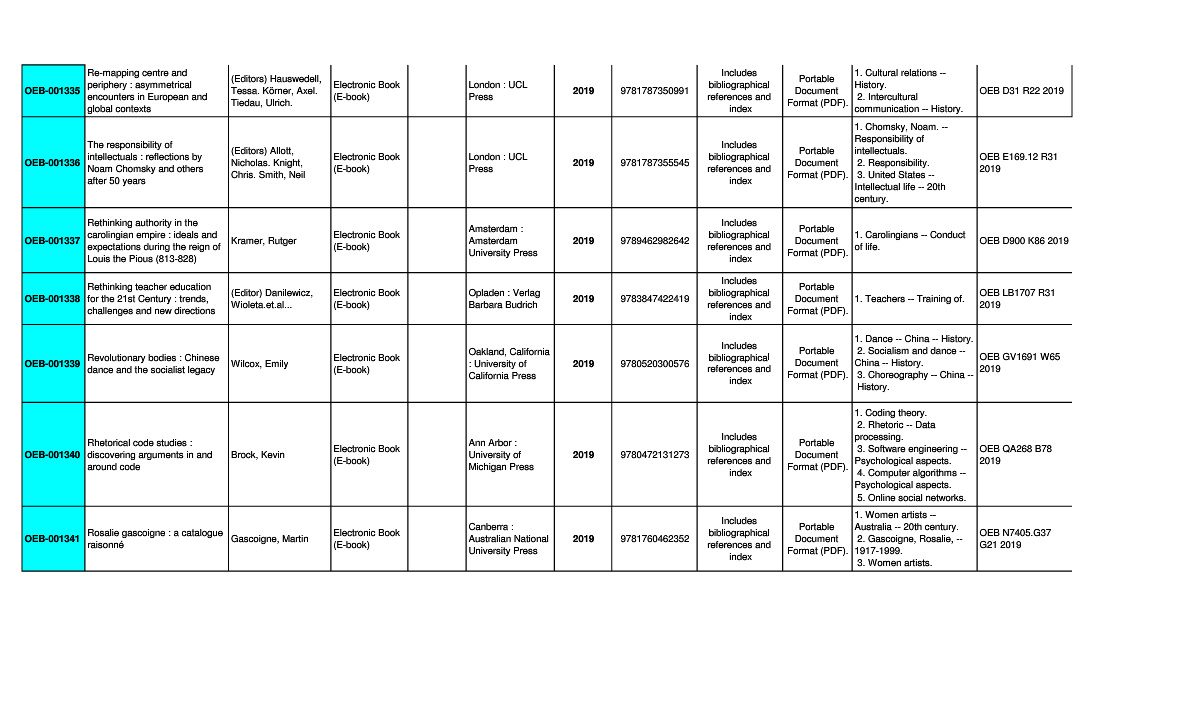 OEB-001335
Re-mapping centre and
periphery : asymmetrical
encounters in European and
global contexts
(Editors) Hauswedell,
Tessa. Körner, Axel.
Tiedau, Ulrich.
Electronic Book
(E-book)
London : UCL
Press
2019
9781787350991
Includes
bibliographical
references and
index
Portable
Document
Format (PDF).
1. Cultural relations --
History.
2. Intercultural
communication -- History.
OEB D31 R22 2019
OEB-001336
The responsibility of
intellectuals : reflections by
Noam Chomsky and others
after 50 years
(Editors) Allott,
Nicholas. Knight,
Chris. Smith, Neil
Electronic Book
(E-book)
London : UCL
Press
2019
9781787355545
Includes
bibliographical
references and
index
Portable
Document
Format (PDF).
1. Chomsky, Noam. --
Responsibility of
intellectuals.
2. Responsibility.
3. United States --
Intellectual life -- 20th
century.
OEB E169.12 R31
2019
OEB-001337
Rethinking authority in the
carolingian empire : ideals and
expectations during the reign of
Louis the Pious (813-828)
Kramer, Rutger
Electronic Book
(E-book)
Amsterdam :
Amsterdam
University Press
2019
9789462982642
Includes
bibliographical
references and
index
Portable
Document
Format (PDF).
1. Carolingians -- Conduct
of life.
OEB D900 K86 2019
OEB-001338
Rethinking teacher education
for the 21st Century : trends,
challenges and new directions
(Editor) Danilewicz,
Wioleta.et.al...
Electronic Book
(E-book)
Opladen : Verlag
Barbara Budrich
2019
9783847422419
Includes
bibliographical
references and
index
Portable
Document
Format (PDF).
1. Teachers -- Training of.
OEB LB1707 R31
2019
OEB-001339
Revolutionary bodies : Chinese
dance and the socialist legacy
Wilcox, Emily
Electronic Book
(E-book)
Oakland, California
: University of
California Press
2019
9780520300576
Includes
bibliographical
references and
index
Portable
Document
Format (PDF).
1. Dance -- China -- History.
2. Socialism and dance --
China -- History.
3. Choreography -- China --
History.
OEB GV1691 W65
2019
OEB-001340
Rhetorical code studies :
discovering arguments in and
around code
Brock, Kevin
Electronic Book
(E-book)
Ann Arbor :
University of
Michigan Press
2019
9780472131273
Includes
bibliographical
references and
index
Portable
Document
Format (PDF).
1. Coding theory.
2. Rhetoric -- Data
processing.
3. Software engineering --
Psychological aspects.
4. Computer algorithms --
Psychological aspects.
5. Online social networks.
OEB QA268 B78
2019
OEB-001341
Rosalie gascoigne : a catalogue
raisonné
Gascoigne, Martin
Electronic Book
(E-book)
Canberra :
Australian National
University Press
2019
9781760462352
Includes
bibliographical
references and
index
Portable
Document
Format (PDF).
1. Women artists --
Australia -- 20th century.
2. Gascoigne, Rosalie, --
1917-1999.
3. Women artists.
OEB N7405.G37
G21 2019